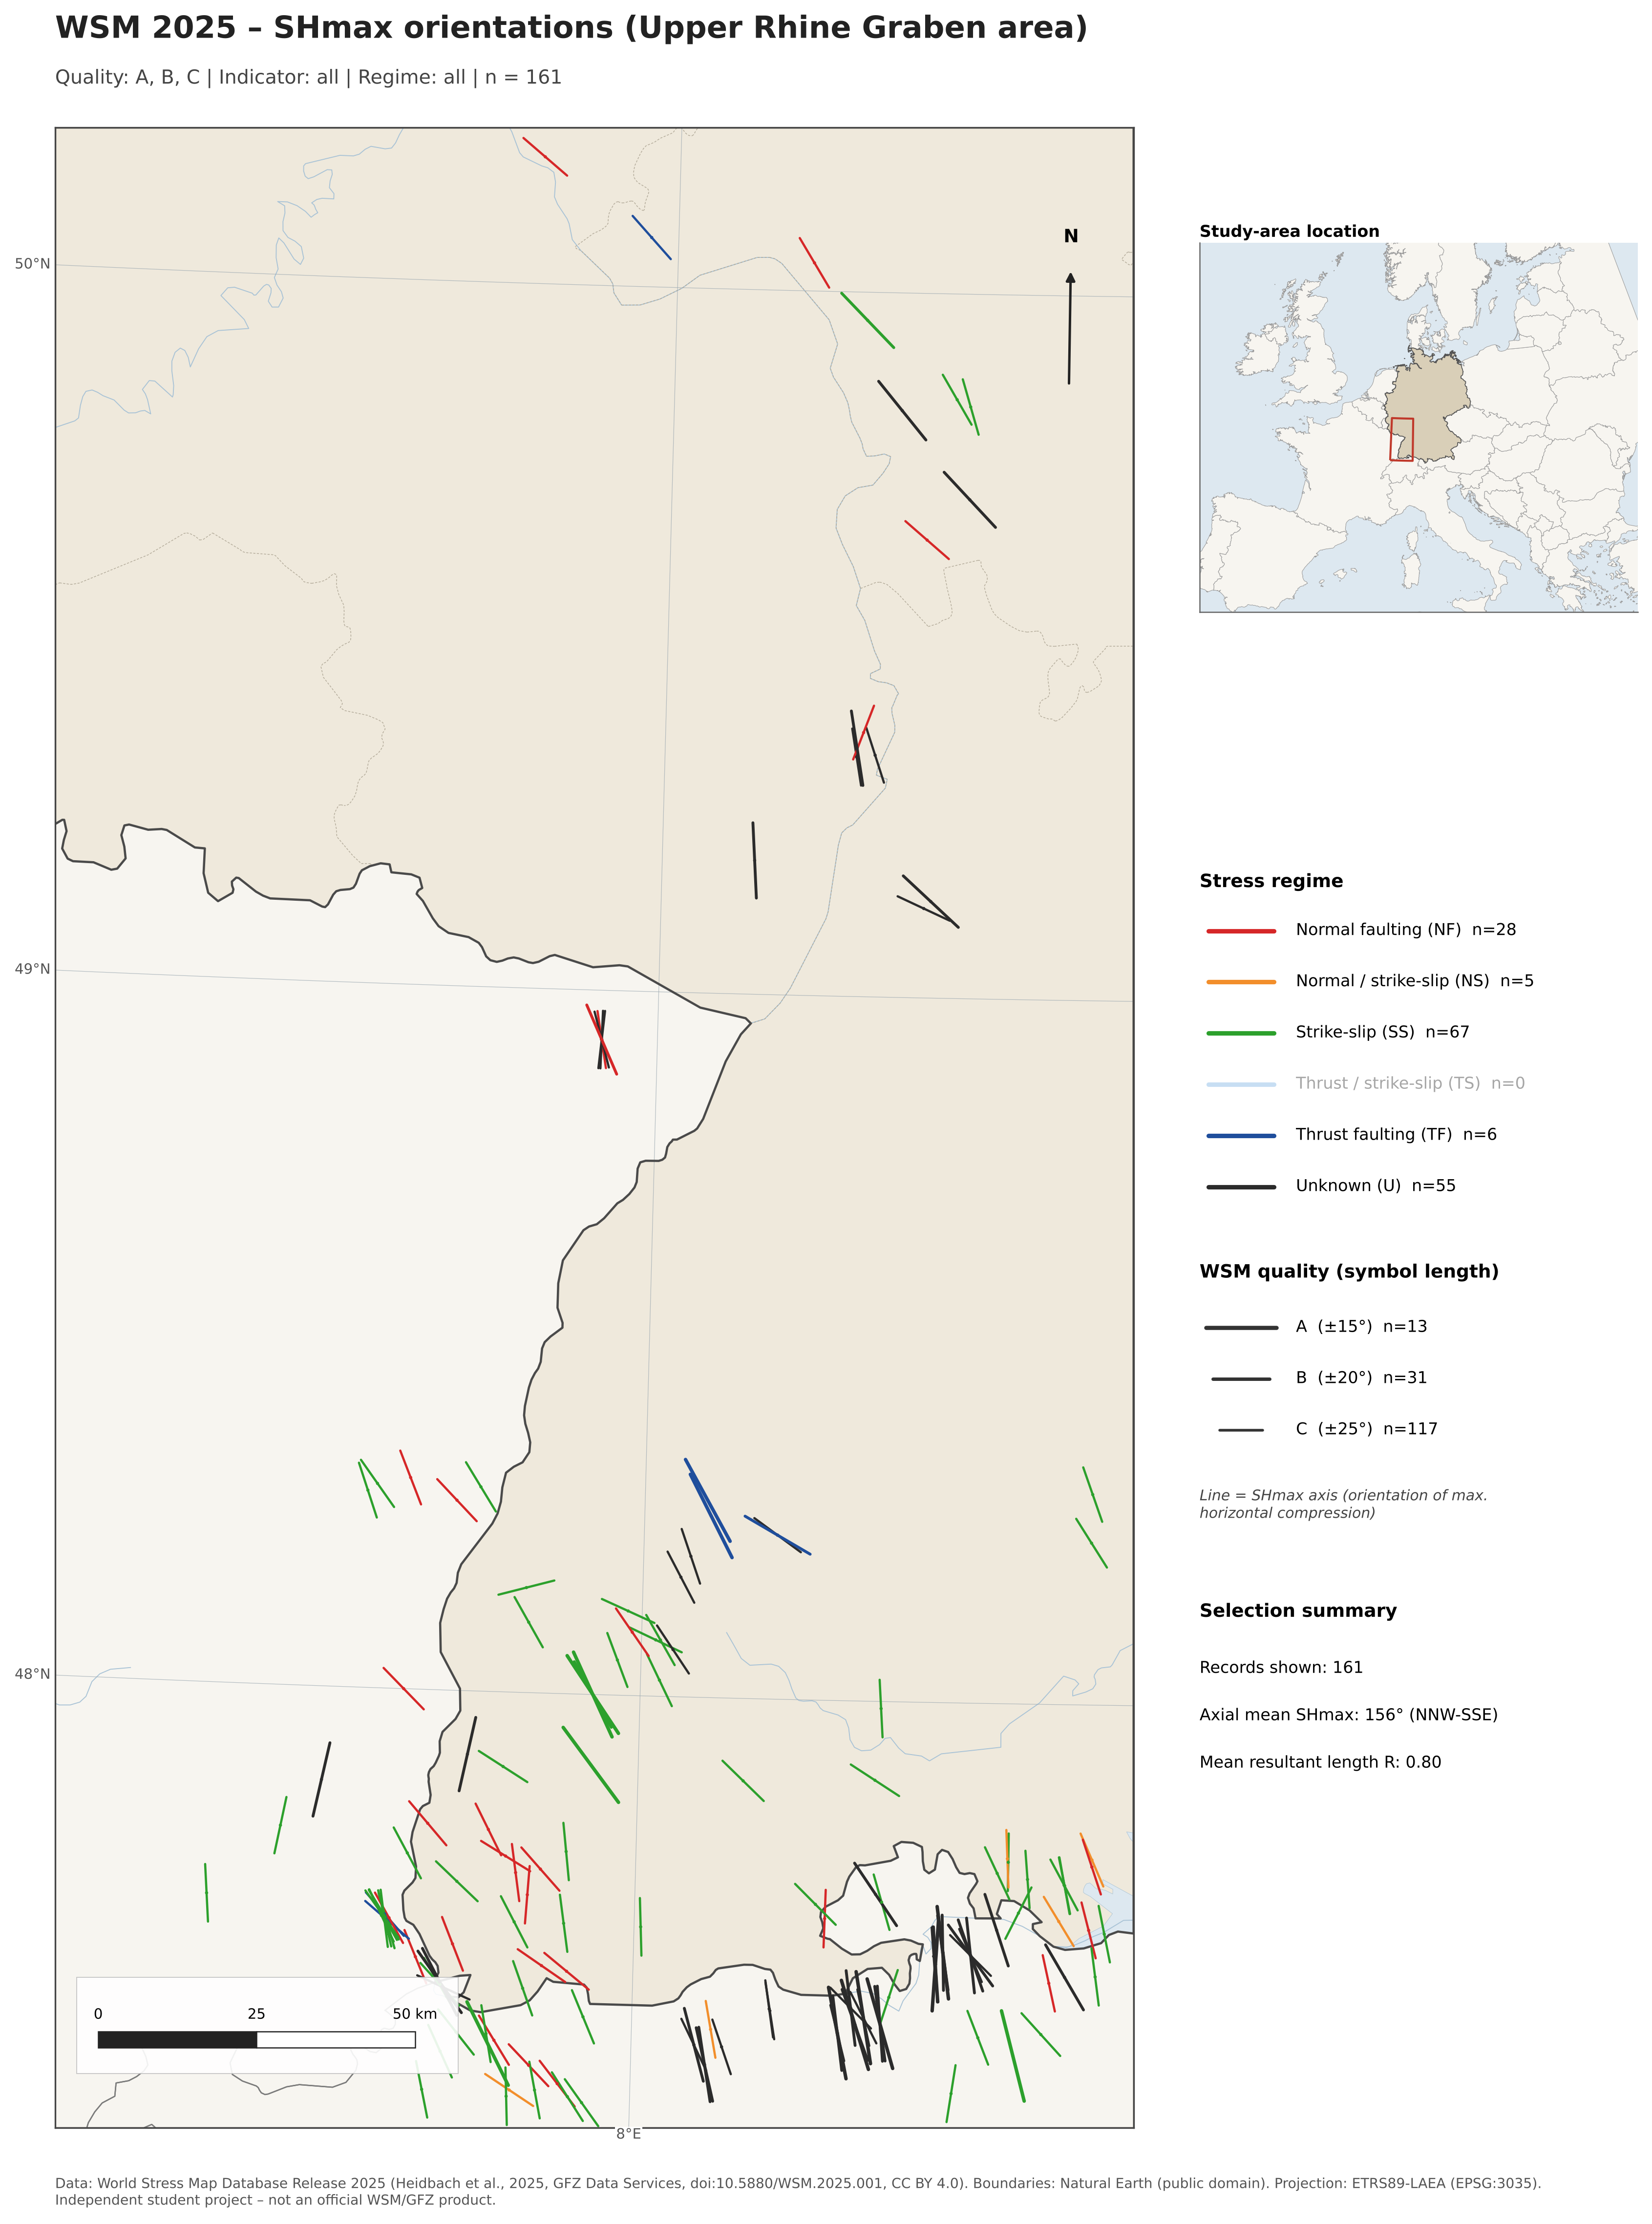 WSM 2025 – SHmax orientations (Upper Rhine Graben area)
Quality: A, B, C | Indicator: all | Regime: all | n = 161
N
50°N
49°N
48°N
8°E
0 25 50 km
Study-area location
Stress regime
Normal faulting (NF) n=28
Normal / strike-slip (NS) n=5
Strike-slip (SS) n=67
Thrust / strike-slip (TS) n=0
Thrust faulting (TF) n=6
Unknown (U) n=55
WSM quality (symbol length)
A (±15°) n=13
B (±20°) n=31
C (±25°) n=117
Line = SHmax axis (orientation of max.
horizontal compression)
Selection summary
Records shown: 161
Axial mean SHmax: 156° (NNW-SSE)
Mean resultant length R: 0.80
Data: World Stress Map Database Release 2025 (Heidbach et al., 2025, GFZ Data Services, doi:10.5880/WSM.2025.001, CC BY 4.0). Boundaries: Natural Earth (public domain). Projection: ETRS89-LAEA (EPSG:3035).
Independent student project – not an official WSM/GFZ product.